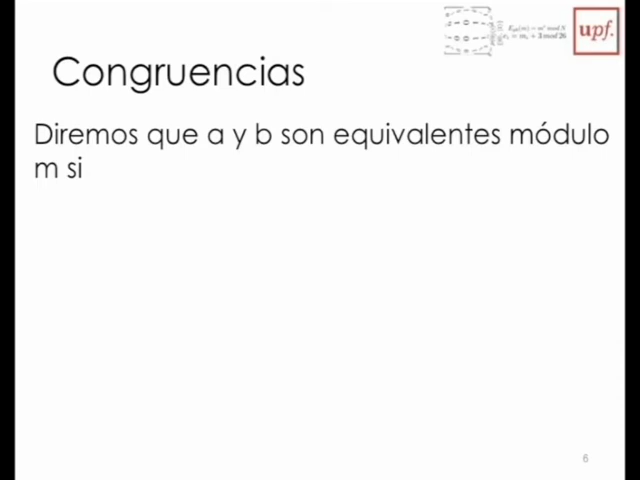 upf.
Congruencias
Diremos que a y b son equivalentes módulo
m si
6